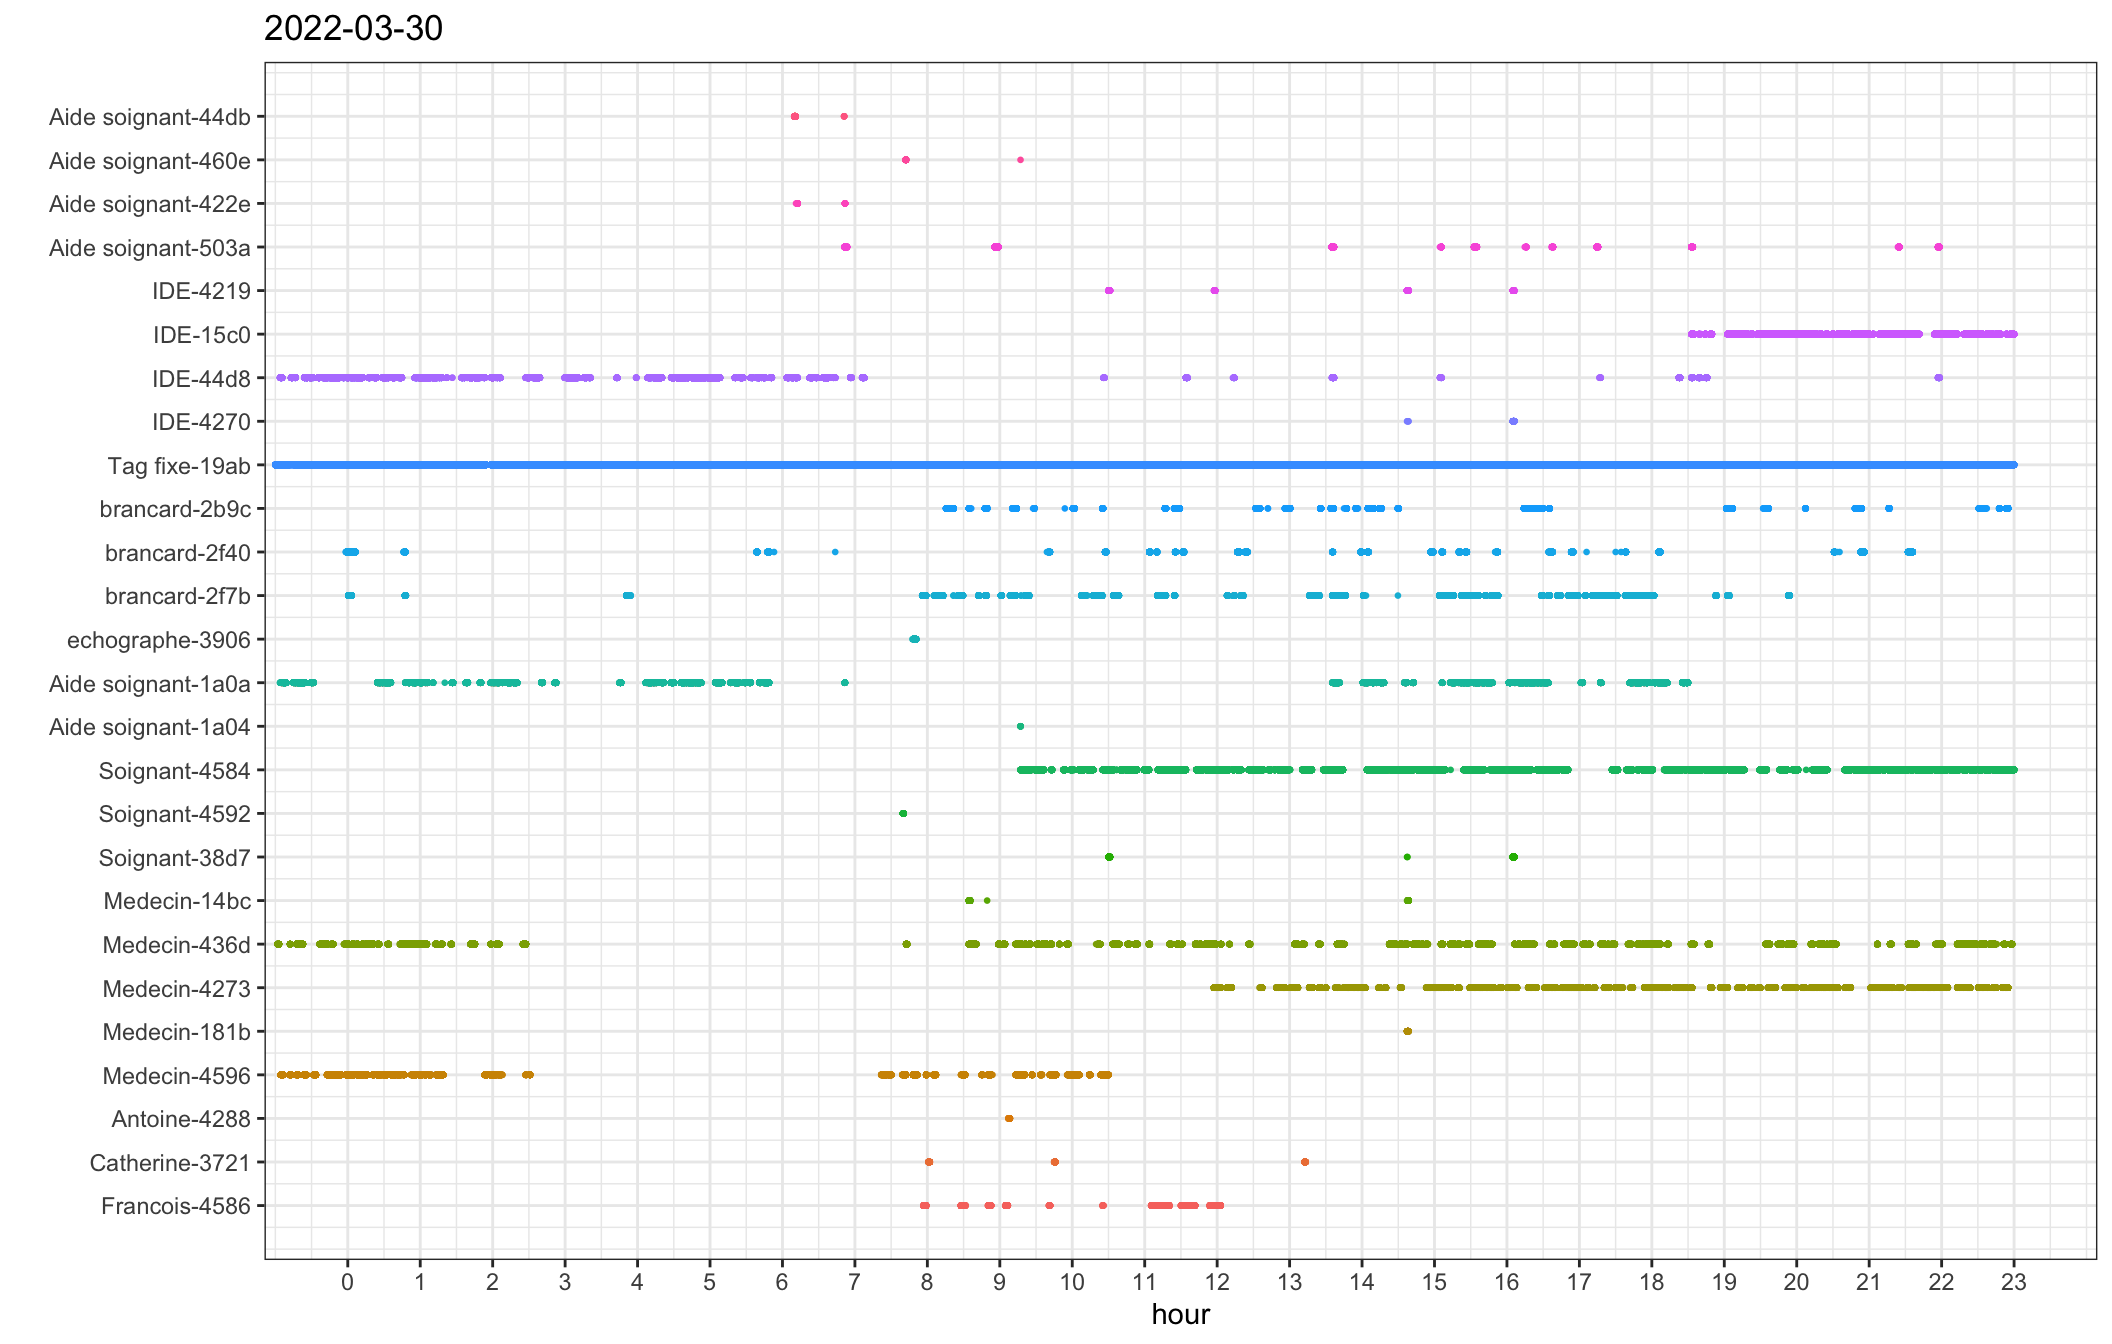 2022-03-30
Aide soignant-44db
Aide soignant-460e
Aide soignant-422e
Aide soignant-503a
IDE-4219
IDE-15c0
IDE-44d8
IDE-4270
Tag fixe-19ab
brancard-2b9c
brancard-2f40
brancard-2f7b
echographe-3906
Aide soignant-1a0a
Aide soignant-1a04
Soignant-4584
Soignant-4592
Soignant-38d7
Medecin-14bc
Medecin-436d
Medecin-4273
Medecin-181b
Medecin-4596
Antoine-4288
Catherine-3721
Francois-4586
0 1 2 3 4 5 6 7 8 9 10 11 12 13 14 15 16 17 18 19 20 21 22 23
hour